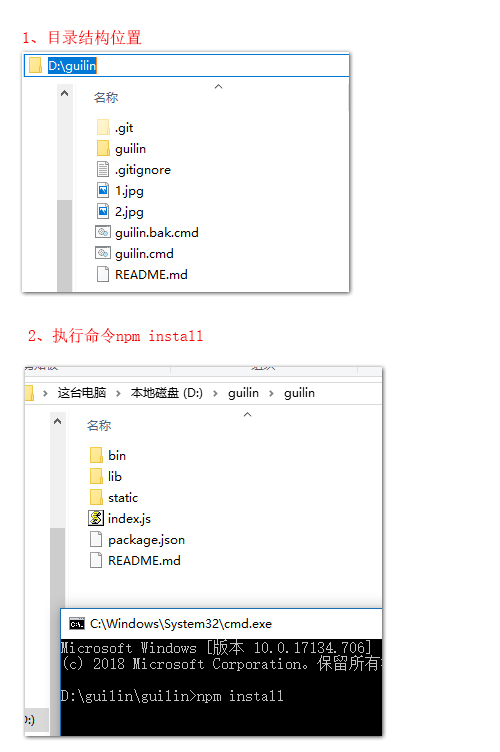 1、目录结构位置
D:\guilin
名称
.git
guilin
.gitignore
1.jpg
2.jpg
guilin.bak.cmd
guilin.cmd
README.md
2、执行命令npm install
这台电脑 本地磁盘 (D:) guilin guilin
名称
bin
lib
static
index.js
package.json
README.md
C:\Windows\System32\cmd.exe
Microsoft Windows [版本 10.0.17134.706]
(c) 2018 Microsoft Corporation。保留所有
D:\guilin\guilin>npm install
:)